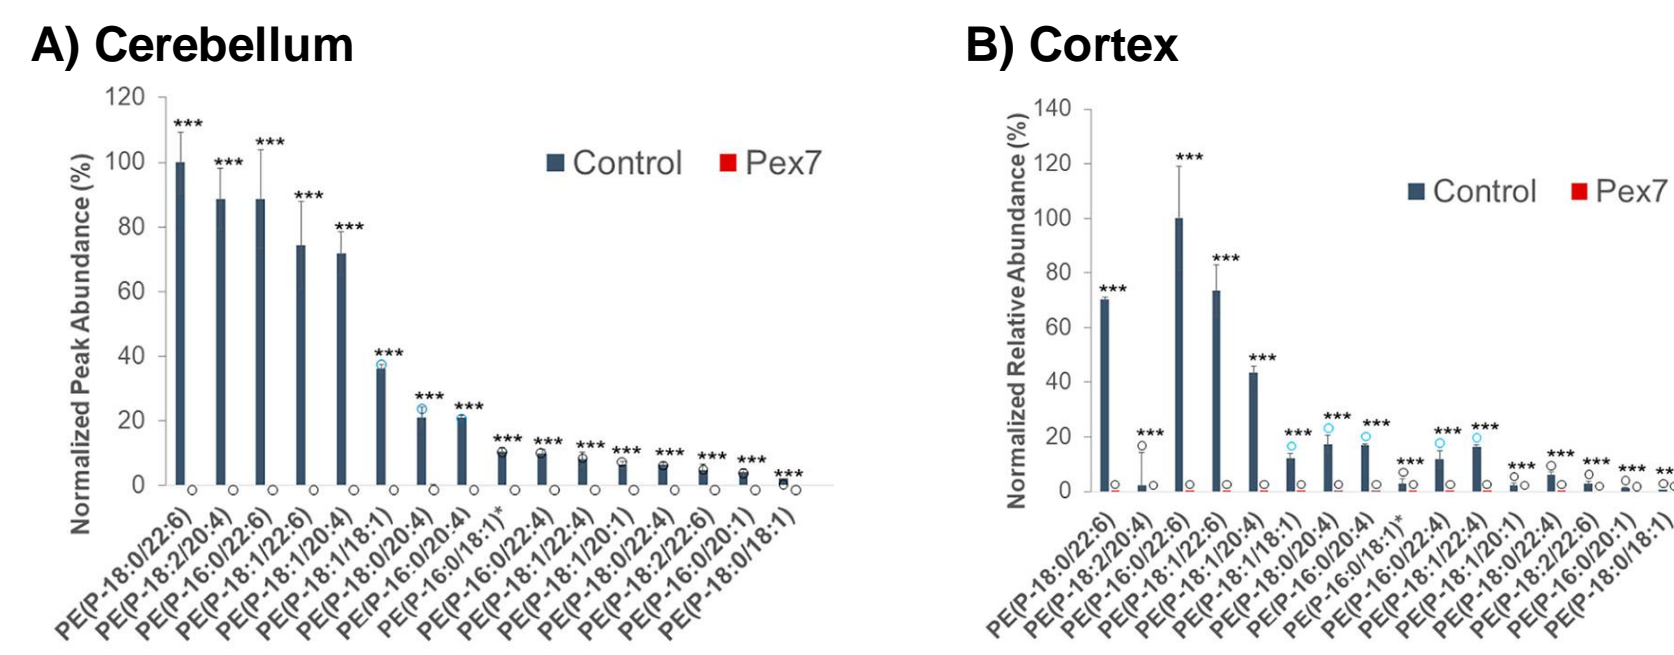 A) Cerebellum
Normalized Peak Abundance (%)
120
100
80
60
40
20
0
*** *** *** *** *** *** *** *** *** *** *** *** *** *** *** ***
Control Pex7
PE(P-18:0/22:6)
PE(P-18:2/20:4)
PE(P-16:0/22:6)
PE(P-18:1/22:6)
PE(P-18:1/20:4)
PE(P-18:1/18:1)
PE(P-18:0/20:4)
PE(P-16:0/20:4)
PE(P-16:0/18:1)*
PE(P-16:0/22:4)
PE(P-18:1/22:4)
PE(P-18:1/20:1)
PE(P-18:0/22:4)
PE(P-18:2/22:6)
PE(P-16:0/20:1)
PE(P-18:0/18:1)
B) Cortex
Normalized Relative Abundance (%)
140
120
100
80
60
40
20
0
*** *** *** *** *** *** *** *** *** *** *** *** *** *** *** **
Control Pex7
PE(P-18:0/22:6)
PE(P-18:2/20:4)
PE(P-16:0/22:6)
PE(P-18:1/22:6)
PE(P-18:1/20:4)
PE(P-18:1/18:1)
PE(P-18:0/20:4)
PE(P-16:0/20:4)
PE(P-16:0/18:1)*
PE(P-16:0/22:4)
PE(P-18:1/22:4)
PE(P-18:1/20:1)
PE(P-18:0/22:4)
PE(P-18:2/22:6)
PE(P-16:0/20:1)
PE(P-18:0/18:1)